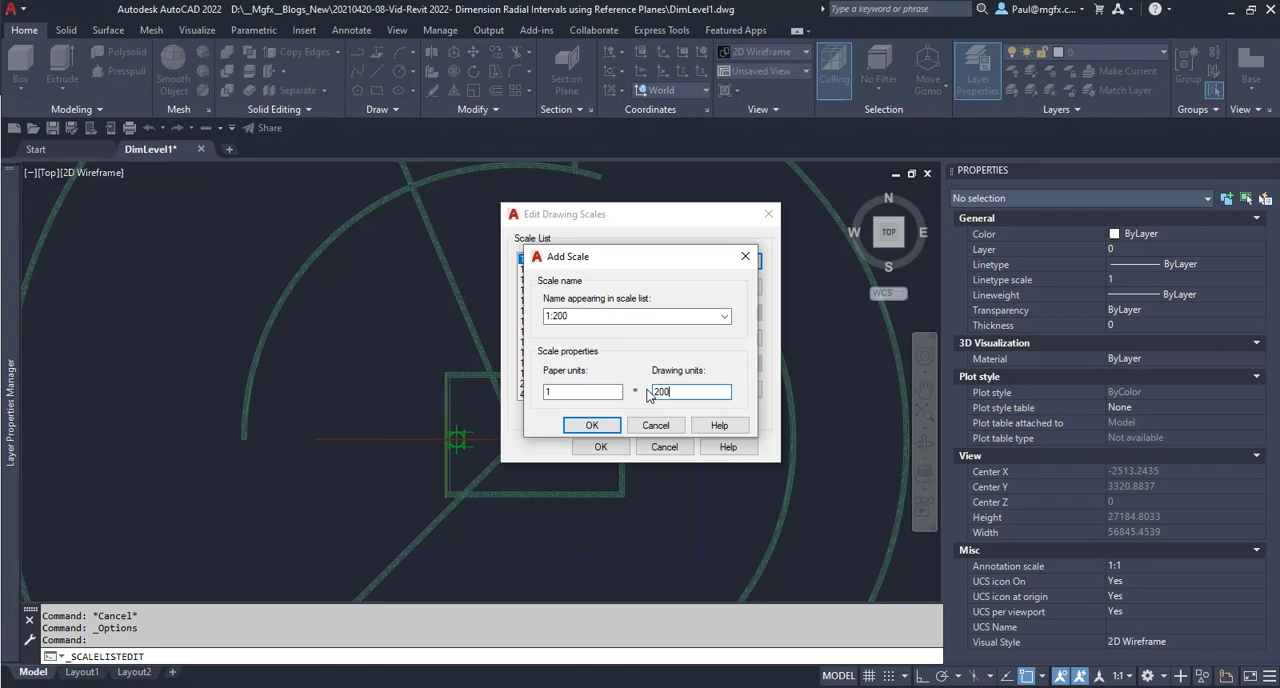 Autodesk AutoCAD 2022 D:\__Mgfx__Blogs_New\20210420-08-Vid-Revit 2022- Dimension Radial Intervals using Reference Planes\DimLevel1.dwg
Type a keyword or phrase
Paul@mgfx.c...
Home Solid Surface Mesh Visualize Parametric Insert Annotate View Manage Output Add-ins Collaborate Express Tools Featured Apps
Polysolid
Presspull
Copy Edges
Separate
2D Wireframe
Unsaved View
World
0
Make Current
Match Layer
Box
Extrude
Smooth
Object
Section
Plane
Culling
No Filter
Move
Gizmo
Layer
Properties
Group
Base
Modeling
Mesh
Solid Editing
Draw
Modify
Section
Coordinates
View
Selection
Layers
Groups
View
Share
Start
DimLevel1*
[−][Top][2D Wireframe]
N
W
TOP
E
S
WCS
Layer Properties Manager
Edit Drawing Scales
Scale List
Add Scale
Scale name
Name appearing in scale list:
1:200
Scale properties
Paper units:
Drawing units:
1 = 200
OK Cancel Help
OK Cancel Help
PROPERTIES
No selection
General
Color ByLayer
Layer 0
Linetype ByLayer
Linetype scale 1
Lineweight ByLayer
Transparency ByLayer
Thickness 0
3D Visualization
Material ByLayer
Plot style
Plot style ByColor
Plot style table None
Plot table attached to Model
Plot table type Not available
View
Center X -2513.2435
Center Y 3320.8837
Center Z 0
Height 27184.8033
Width 56845.4539
Misc
Annotation scale 1:1
UCS icon On Yes
UCS icon at origin Yes
UCS per viewport Yes
UCS Name
Visual Style 2D Wireframe
Command: *Cancel*
Command: _Options
Command:
_SCALELISTEDIT
Model Layout1 Layout2
MODEL
1:1